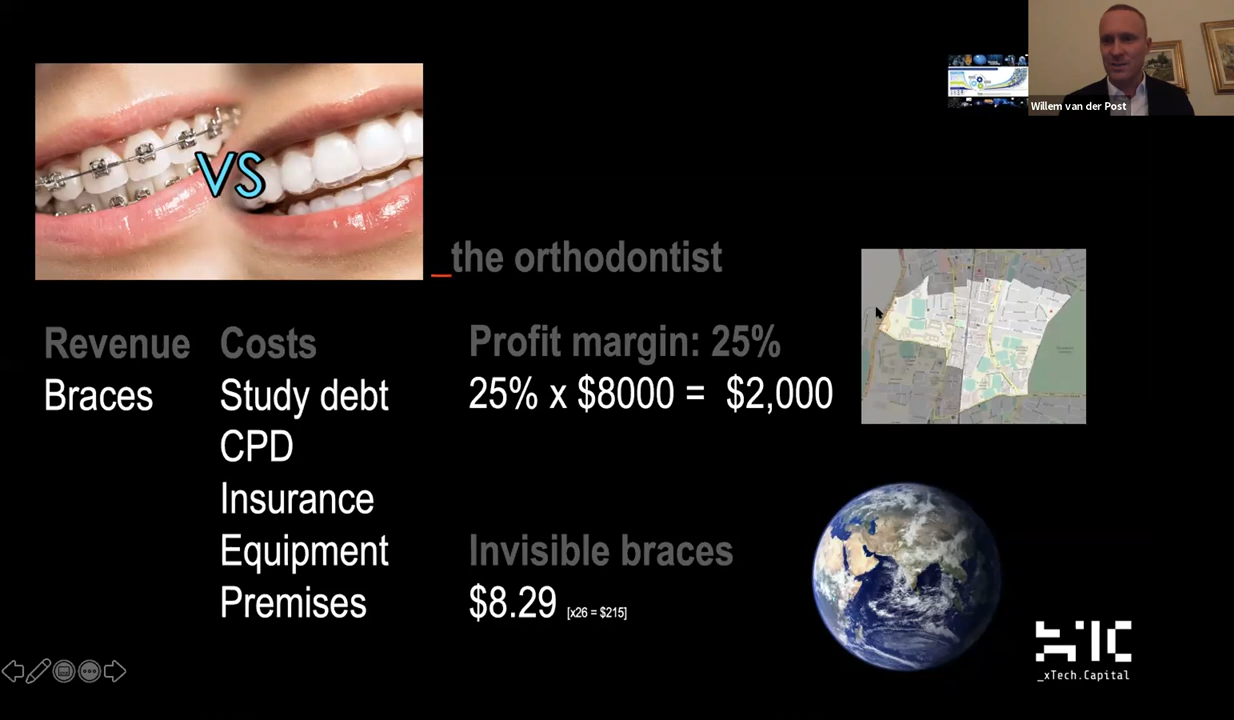 Willem van der Post
VS
_the orthodontist
Revenue
Braces
Costs
Study debt
CPD
Insurance
Equipment
Premises
Profit margin: 25%
25% x $8000 = $2,000
Invisible braces
$8.29 [x26 = $215]
_xTech.Capital